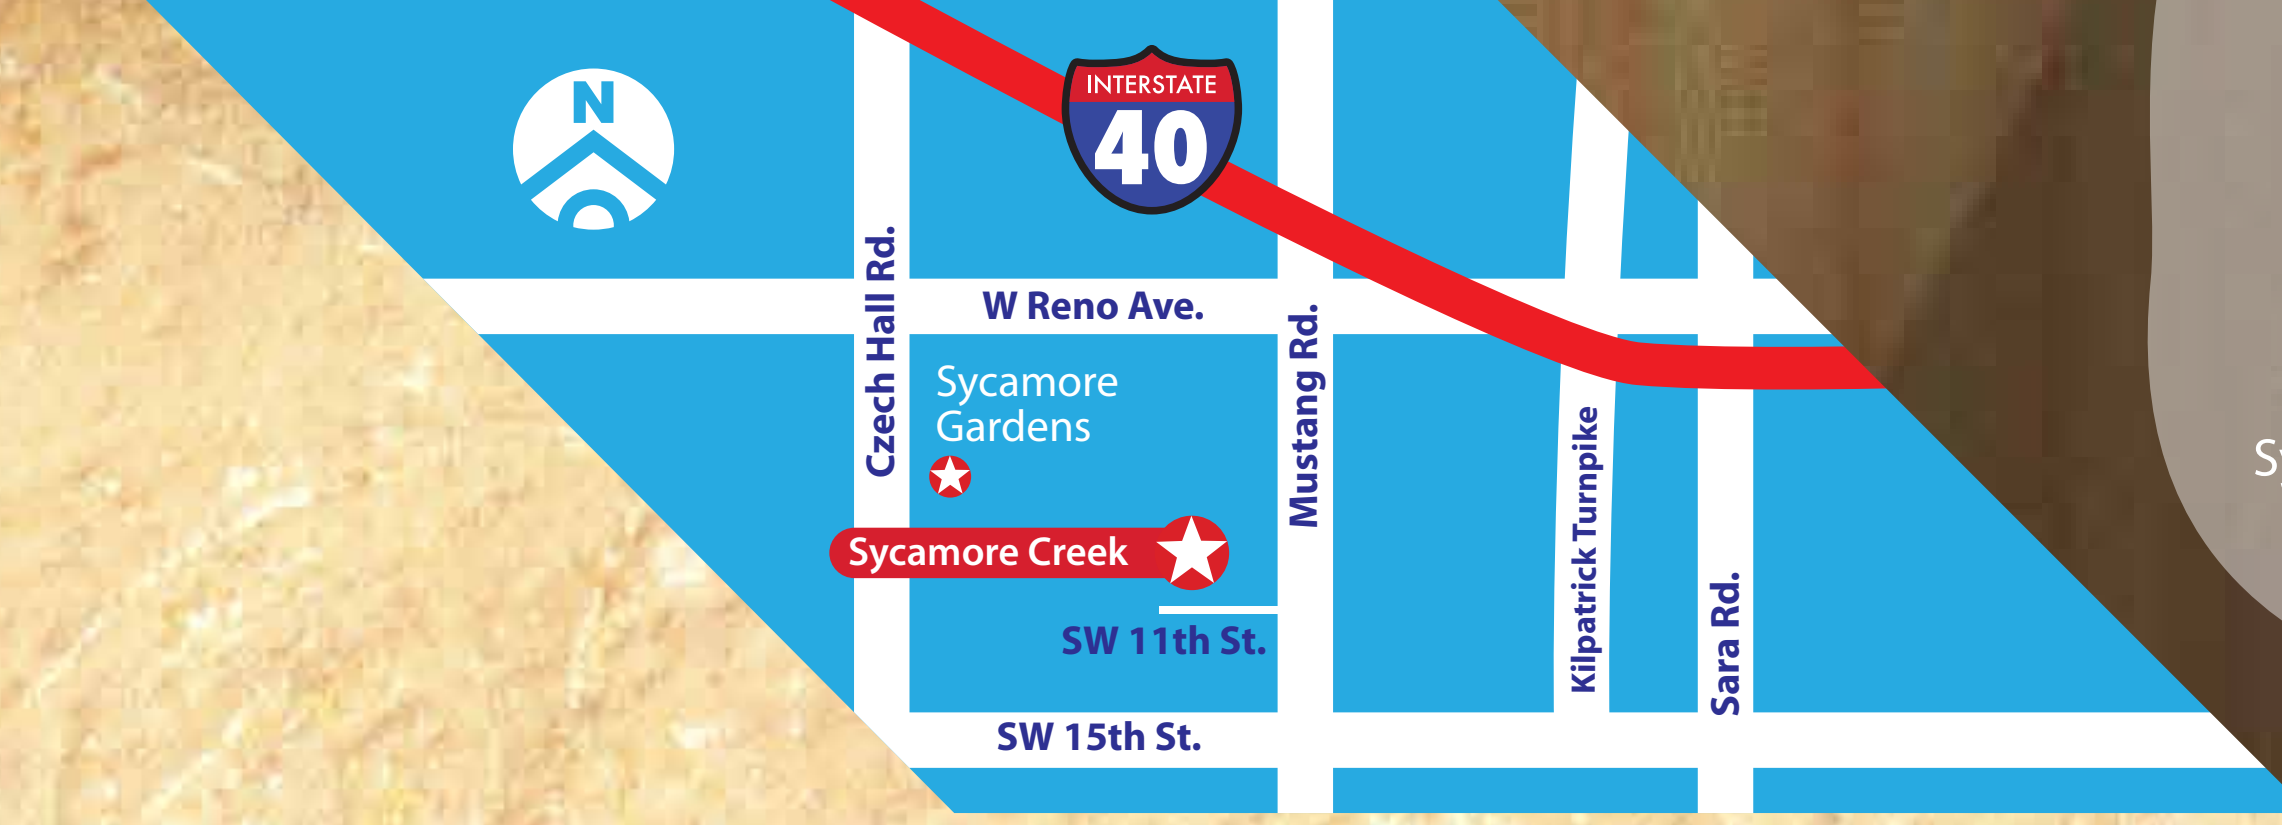 N
INTERSTATE
40
Czech Hall Rd.
W Reno Ave.
Mustang Rd.
Sycamore
Gardens
Sycamore Creek
SW 11th St.
Kilpatrick Turnpike
Sara Rd.
SW 15th St.